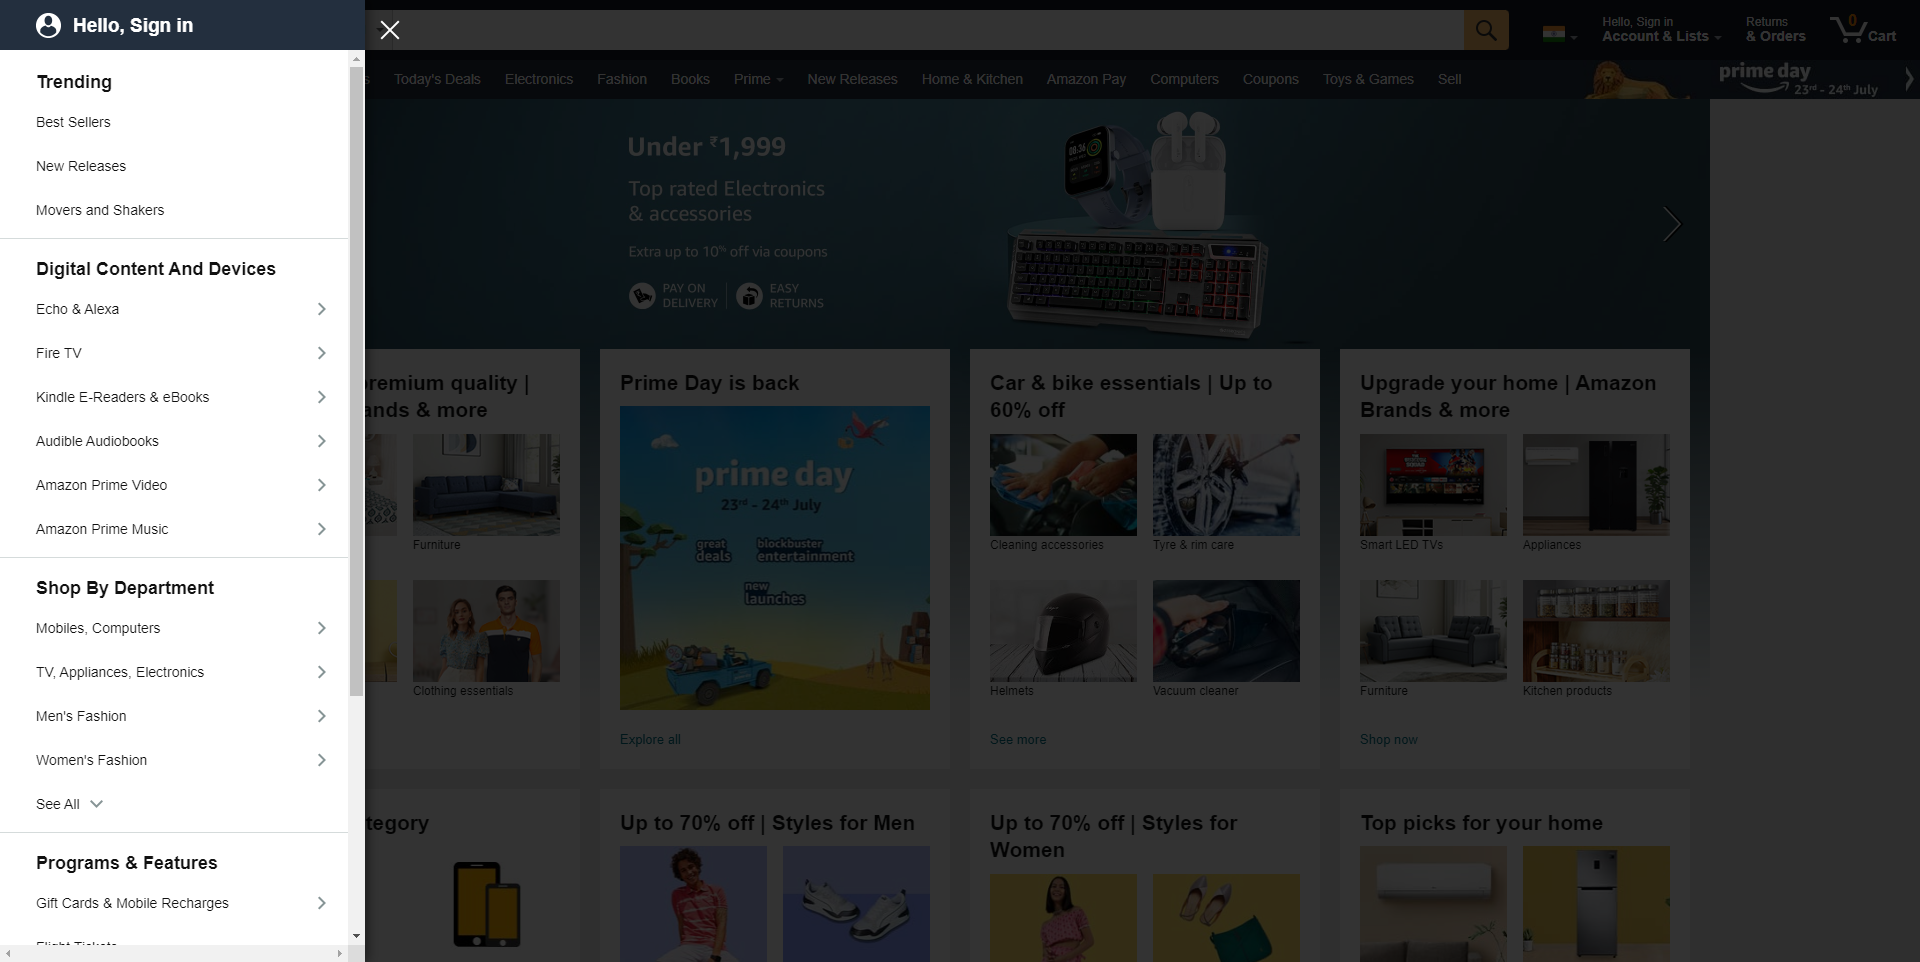 Hello, Sign in
Trending
Best Sellers
New Releases
Movers and Shakers
Digital Content And Devices
Echo & Alexa
Fire TV
Kindle E-Readers & eBooks
Audible Audiobooks
Amazon Prime Video
Amazon Prime Music
Shop By Department
Mobiles, Computers
TV, Appliances, Electronics
Men's Fashion
Women's Fashion
See All
Programs & Features
Gift Cards & Mobile Recharges
Flight Tickets
Hello, Sign in
Account & Lists
Returns
& Orders
0
Cart
Today's Deals Electronics Fashion Books Prime New Releases Home & Kitchen Amazon Pay Computers Coupons Toys & Games Sell
prime day
23rd - 24th July
Under ₹1,999
Top rated Electronics
& accessories
Extra up to 10% off via coupons
PAY ON
DELIVERY
EASY
RETURNS
08:36
premium quality |
ands & more
Furniture
Clothing essentials
Prime Day is back
prime day
23rd - 24th July
great
deals
blockbuster
entertainment
new
launches
Explore all
Car & bike essentials | Up to
60% off
Cleaning accessories
Tyre & rim care
Helmets
Vacuum cleaner
See more
Upgrade your home | Amazon
Brands & more
Smart LED TVs
Appliances
Furniture
Kitchen products
Shop now
tegory
Up to 70% off | Styles for Men
Up to 70% off | Styles for
Women
Top picks for your home